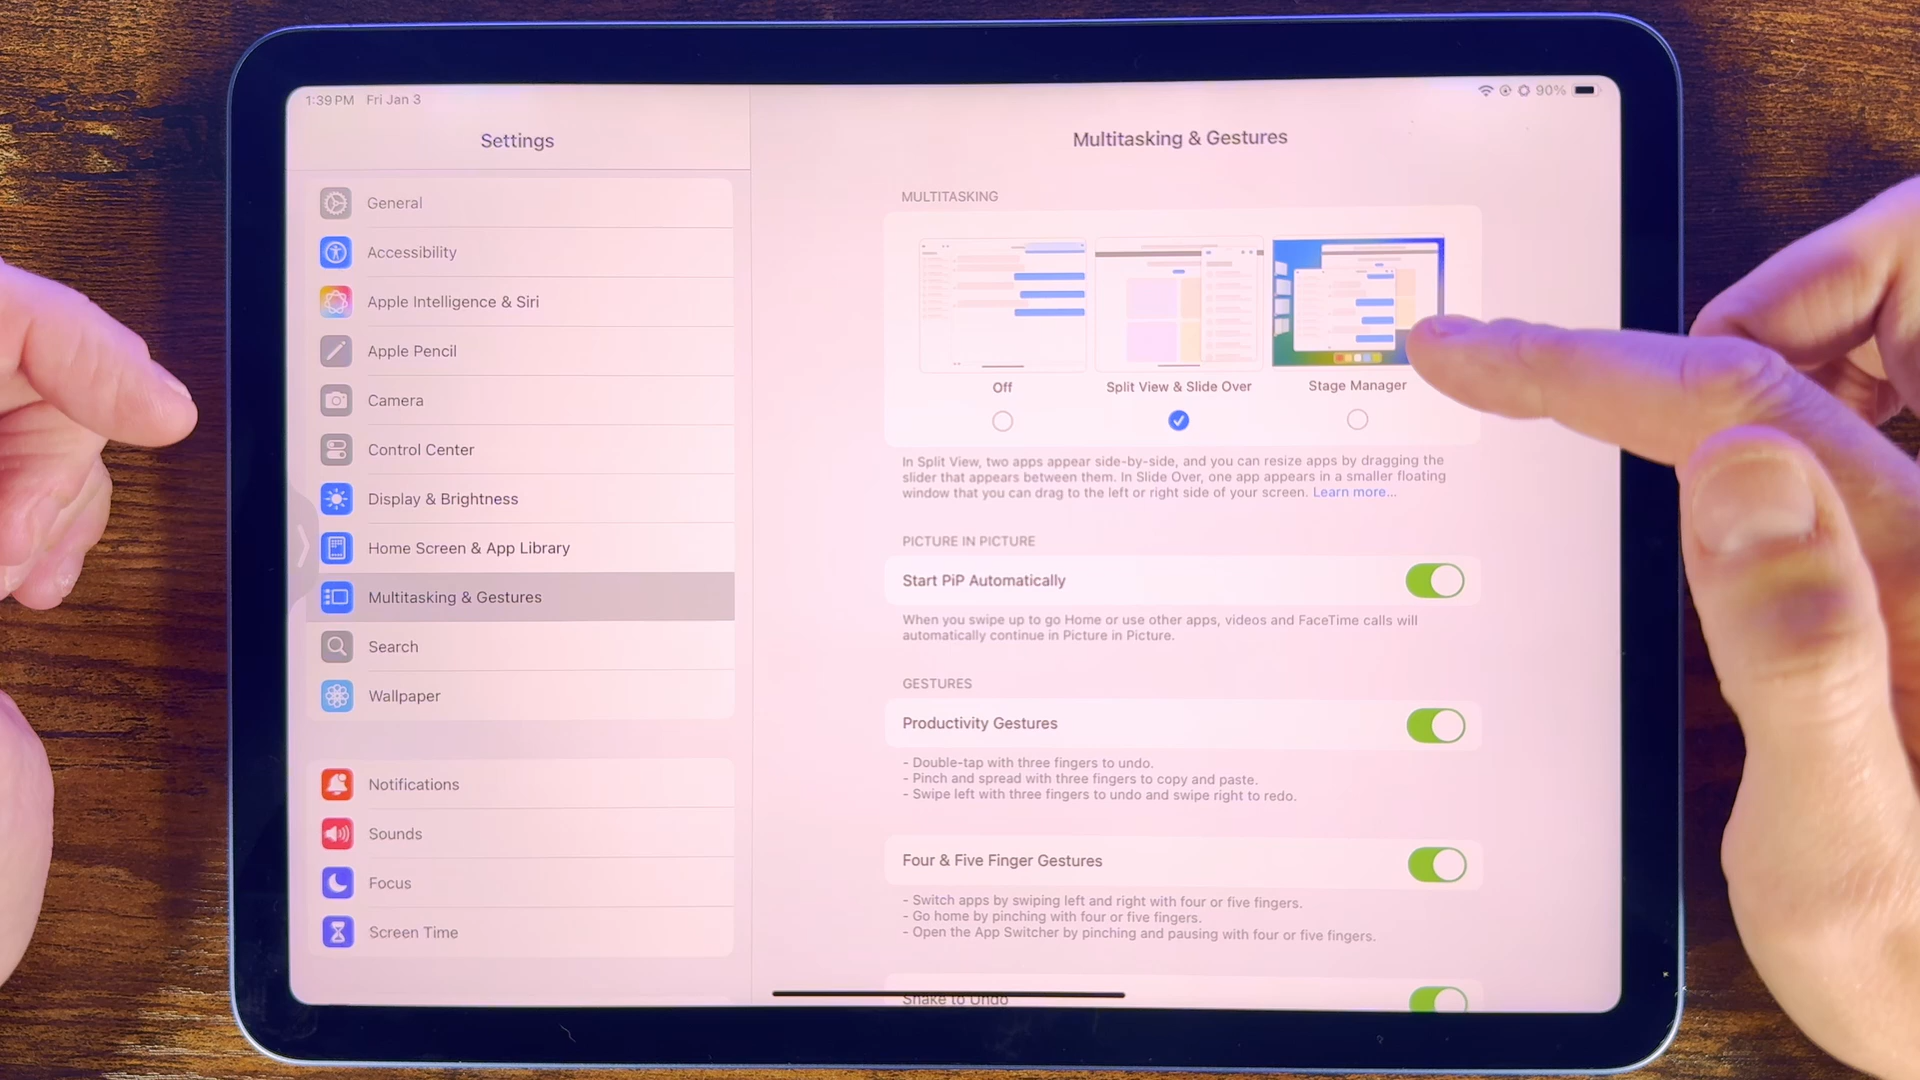 1:39 PM Fri Jan 3
90%
Settings
General
Accessibility
Apple Intelligence & Siri
Apple Pencil
Camera
Control Center
Display & Brightness
Home Screen & App Library
Multitasking & Gestures
Search
Wallpaper
Notifications
Sounds
Focus
Screen Time
Multitasking & Gestures
MULTITASKING
Off
Split View & Slide Over
Stage Manager
In Split View, two apps appear side-by-side, and you can resize apps by dragging the
slider that appears between them. In Slide Over, one app appears in a smaller floating
window that you can drag to the left or right side of your screen. Learn more...
PICTURE IN PICTURE
Start PiP Automatically
When you swipe up to go Home or use other apps, videos and FaceTime calls will
automatically continue in Picture in Picture.
GESTURES
Productivity Gestures
- Double-tap with three fingers to undo.
- Pinch and spread with three fingers to copy and paste.
- Swipe left with three fingers to undo and swipe right to redo.
Four & Five Finger Gestures
- Switch apps by swiping left and right with four or five fingers.
- Go home by pinching with four or five fingers.
- Open the App Switcher by pinching and pausing with four or five fingers.
Shake to Undo